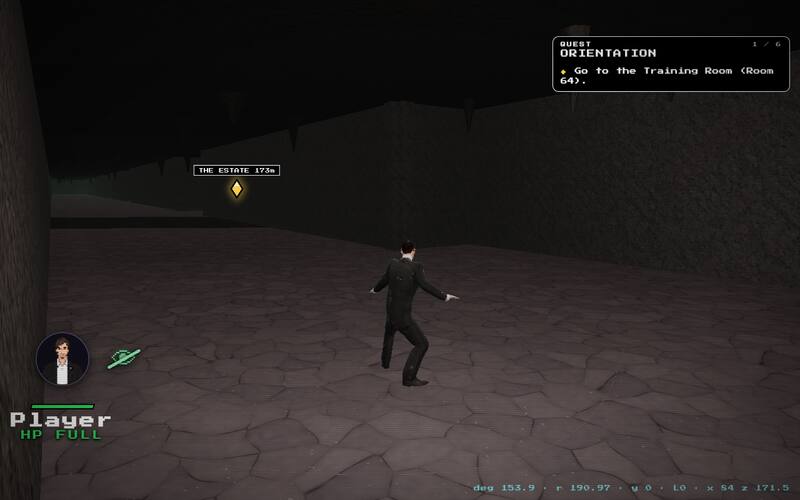 QUEST
1 / 6
ORIENTATION
Go to the Training Room (Room
64).
THE ESTATE 173m
Player
HP FULL
deg 153.9 · r 190.97 · y 0 · L0 · x 84 z 171.5